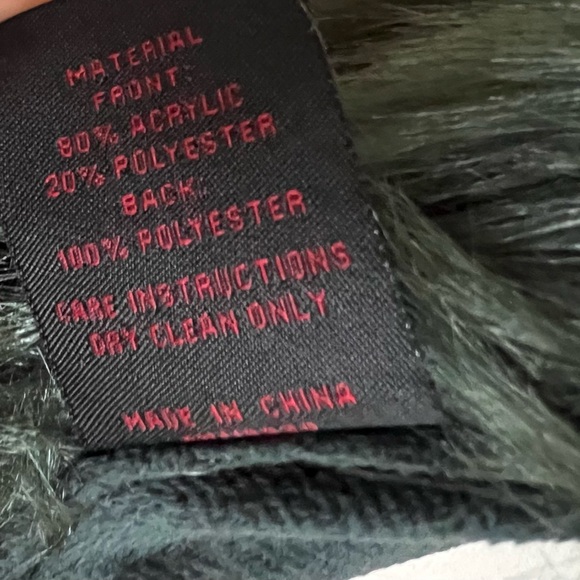 MATERIAL
FRONT:
80% ACRYLIC
20% POLYESTER
BACK:
100% POLYESTER
CARE INSTRUCTIONS
DRY CLEAN ONLY
MADE IN CHINA